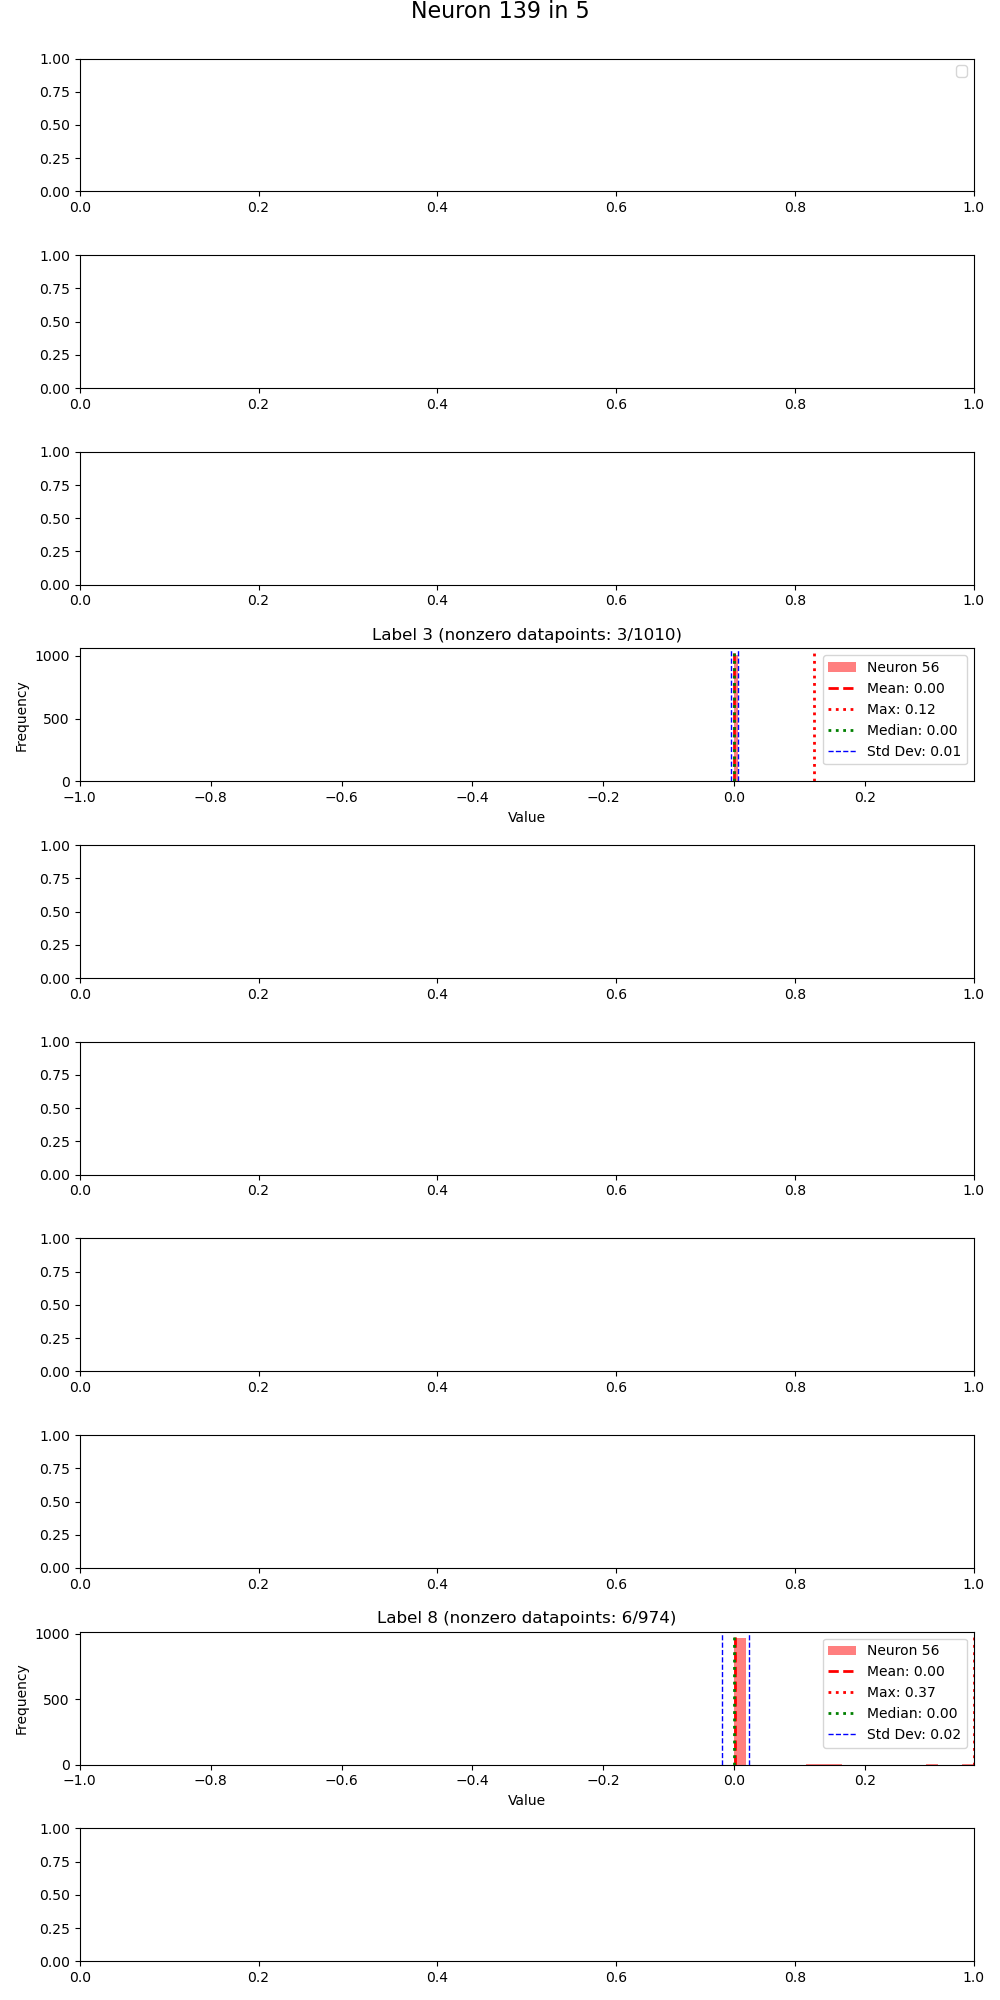 Neuron 139 in 5
1.00
0.75
0.50
0.25
0.00
0.0 0.2 0.4 0.6 0.8 1.0
1.00
0.75
0.50
0.25
0.00
0.0 0.2 0.4 0.6 0.8 1.0
1.00
0.75
0.50
0.25
0.00
0.0 0.2 0.4 0.6 0.8 1.0
Label 3 (nonzero datapoints: 3/1010)
Frequency
1000
500
0
Neuron 56
Mean: 0.00
Max: 0.12
Median: 0.00
Std Dev: 0.01
−1.0 −0.8 −0.6 −0.4 −0.2 0.0 0.2
Value
1.00
0.75
0.50
0.25
0.00
0.0 0.2 0.4 0.6 0.8 1.0
1.00
0.75
0.50
0.25
0.00
0.0 0.2 0.4 0.6 0.8 1.0
1.00
0.75
0.50
0.25
0.00
0.0 0.2 0.4 0.6 0.8 1.0
1.00
0.75
0.50
0.25
0.00
0.0 0.2 0.4 0.6 0.8 1.0
Label 8 (nonzero datapoints: 6/974)
Frequency
1000
500
0
Neuron 56
Mean: 0.00
Max: 0.37
Median: 0.00
Std Dev: 0.02
−1.0 −0.8 −0.6 −0.4 −0.2 0.0 0.2
Value
1.00
0.75
0.50
0.25
0.00
0.0 0.2 0.4 0.6 0.8 1.0